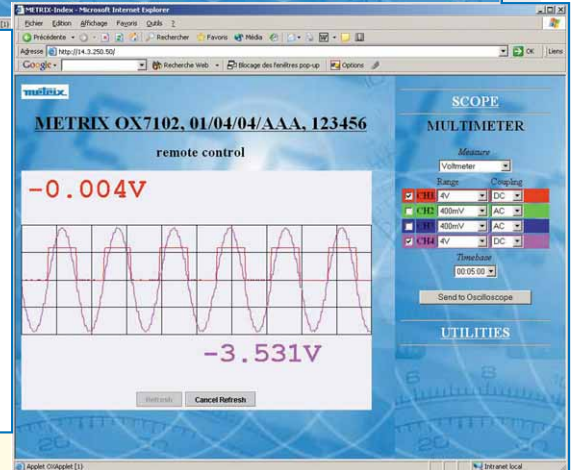 METRIX-Index - Microsoft Internet Explorer
Fichier Edition Affichage Favoris Outils ?
Précédente Rechercher Favoris Média
Adresse http://14.3.250.50/ OK Liens
Google Recherche Web Blocage des fenêtres pop-up Options
metrix
METRIX OX7102, 01/04/04/AAA, 123456
remote control
-0.004V
-3.531V
Refresh Cancel Refresh
SCOPE
MULTIMETER
Measure
Voltmeter
Range Coupling
CH1 4V DC
CH2 400mV AC
CH3 400mV AC
CH4 4V DC
Timebase
00:05:00
Send to Oscilloscope
UTILITIES
Intranet local